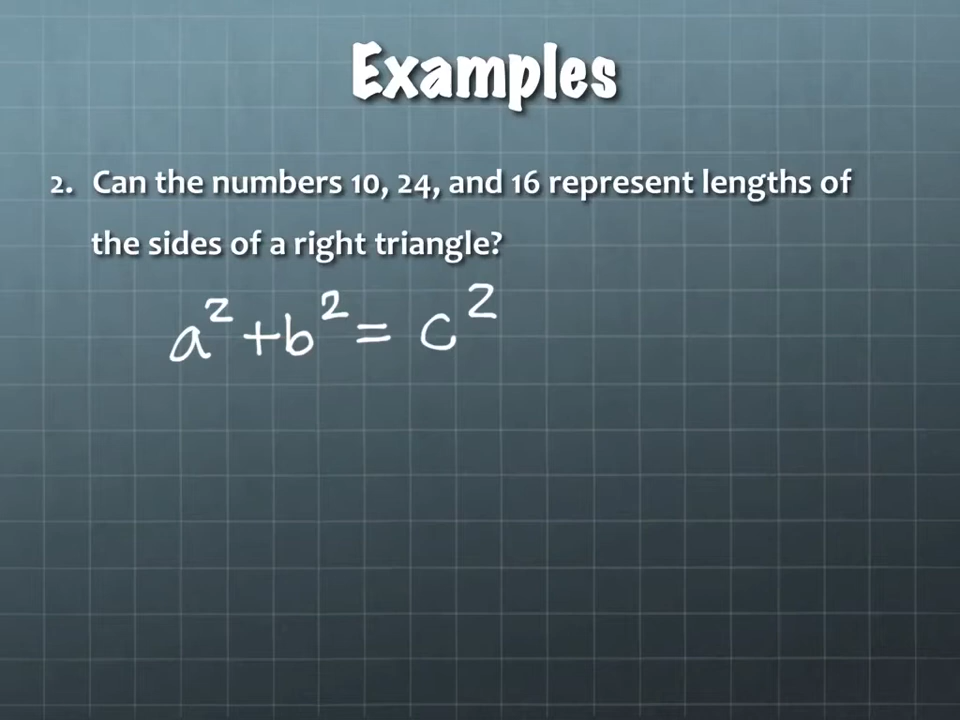 Examples
2. Can the numbers 10, 24, and 16 represent lengths of
the sides of a right triangle?
a² + b² = c²